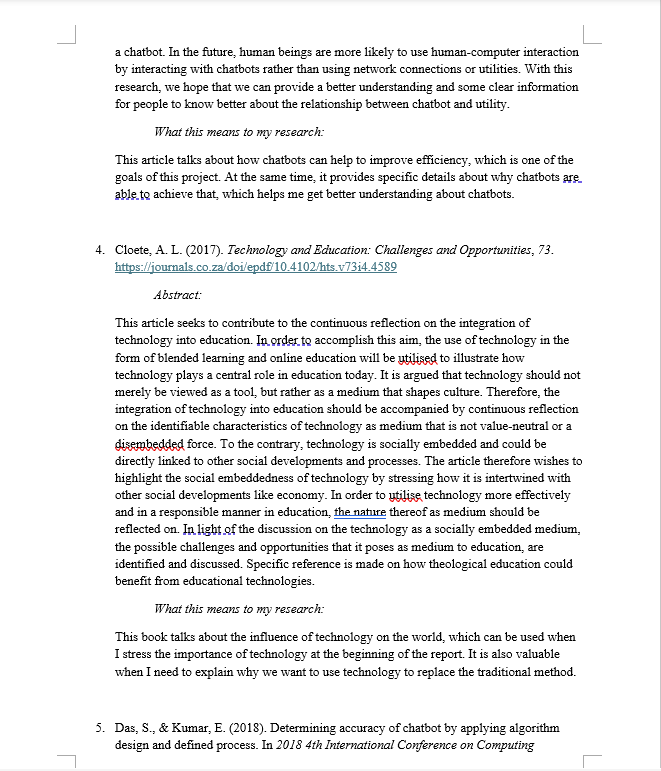 a chatbot. In the future, human beings are more likely to use human-computer interaction
by interacting with chatbots rather than using network connections or utilities. With this
research, we hope that we can provide a better understanding and some clear information
for people to know better about the relationship between chatbot and utility.
What this means to my research:
This article talks about how chatbots can help to improve efficiency, which is one of the
goals of this project. At the same time, it provides specific details about why chatbots are
able to achieve that, which helps me get better understanding about chatbots.
4. Cloete, A. L. (2017). Technology and Education: Challenges and Opportunities, 73.
https://journals.co.za/doi/epdf/10.4102/hts.v73i4.4589
Abstract:
This article seeks to contribute to the continuous reflection on the integration of
technology into education. In order to accomplish this aim, the use of technology in the
form of blended learning and online education will be utilised to illustrate how
technology plays a central role in education today. It is argued that technology should not
merely be viewed as a tool, but rather as a medium that shapes culture. Therefore, the
integration of technology into education should be accompanied by continuous reflection
on the identifiable characteristics of technology as medium that is not value-neutral or a
disembedded force. To the contrary, technology is socially embedded and could be
directly linked to other social developments and processes. The article therefore wishes to
highlight the social embeddedness of technology by stressing how it is intertwined with
other social developments like economy. In order to utilise technology more effectively
and in a responsible manner in education, the nature thereof as medium should be
reflected on. In light of the discussion on the technology as a socially embedded medium,
the possible challenges and opportunities that it poses as medium to education, are
identified and discussed. Specific reference is made on how theological education could
benefit from educational technologies.
What this means to my research:
This book talks about the influence of technology on the world, which can be used when
I stress the importance of technology at the beginning of the report. It is also valuable
when I need to explain why we want to use technology to replace the traditional method.
5. Das, S., & Kumar, E. (2018). Determining accuracy of chatbot by applying algorithm
design and defined process. In 2018 4th International Conference on Computing